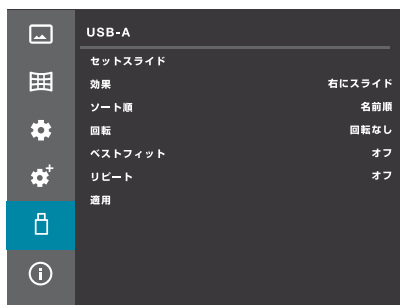 USB-A
セットスライド
効果 右にスライド
ソート順 名前順
回転 回転なし
ベストフィット オフ
リピート オフ
適用